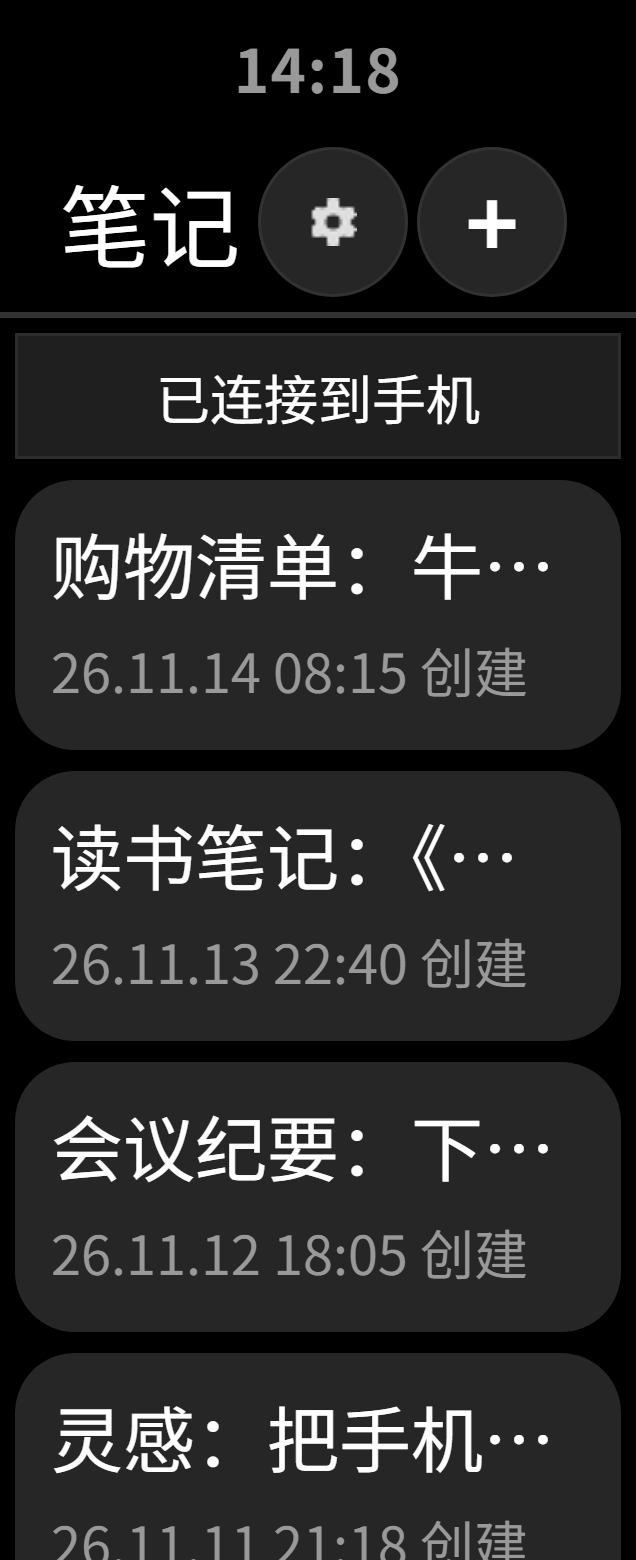 14:18
笔记
已连接到手机
购物清单：牛…
26.11.14 08:15 创建
读书笔记：《…
26.11.13 22:40 创建
会议纪要：下…
26.11.12 18:05 创建
灵感：把手机…
26.11.11 21:18 创建